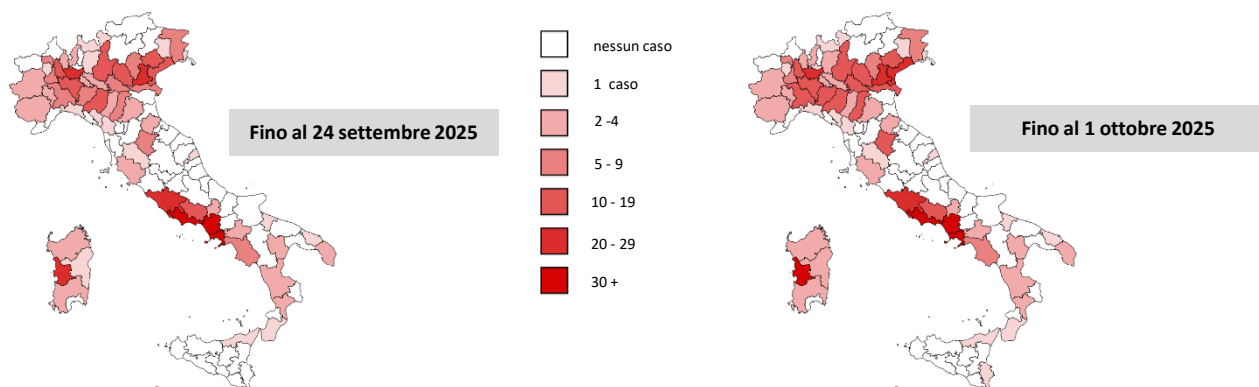 Fino al 24 settembre 2025
nessun caso
1 caso
2 -4
5 - 9
10 - 19
20 - 29
30 +
Fino al 1 ottobre 2025